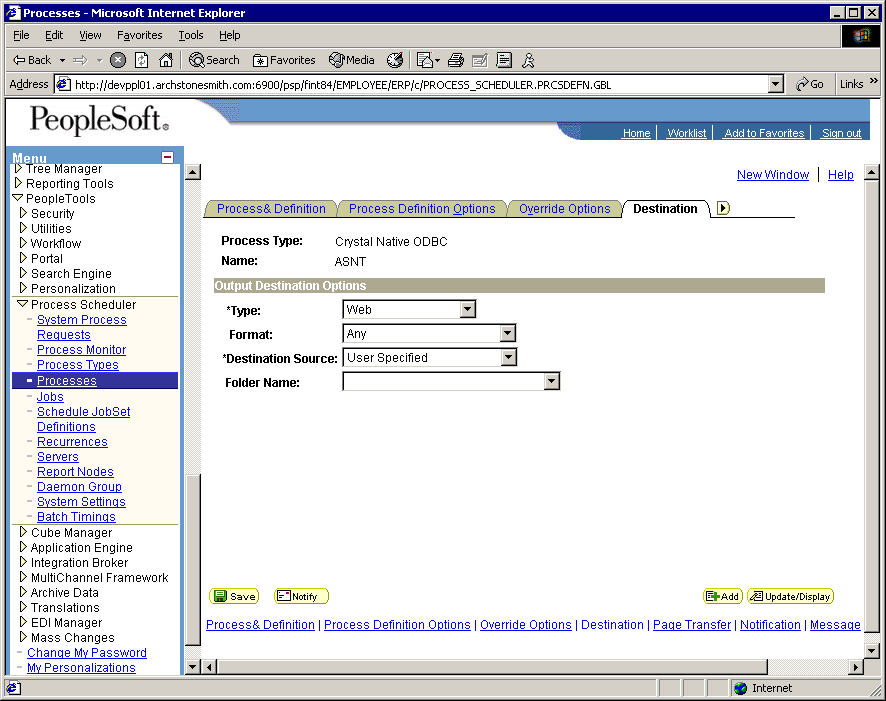 Processes - Microsoft Internet Explorer
File Edit View Favorites Tools Help
Back Search Favorites Media
Address http://devppl01.archstonesmith.com:6900/psp/fint84/EMPLOYEE/ERP/c/PROCESS_SCHEDULER.PRCSDEFN.GBL Go Links »
PeopleSoft®
Home Worklist Add to Favorites Sign out
Menu
Tree Manager
Reporting Tools
PeopleTools
Security
Utilities
Workflow
Portal
Search Engine
Personalization
Process Scheduler
- System Process
Requests
- Process Monitor
- Process Types
- Processes
- Jobs
- Schedule JobSet
Definitions
- Recurrences
- Servers
- Report Nodes
- Daemon Group
- System Settings
- Batch Timings
Cube Manager
Application Engine
Integration Broker
MultiChannel Framework
Archive Data
Translations
EDI Manager
Mass Changes
- Change My Password
- My Personalizations
New Window | Help
Process& Definition Process Definition Options Override Options Destination
Process Type: Crystal Native ODBC
Name: ASNT
Output Destination Options
*Type: Web
Format: Any
*Destination Source: User Specified
Folder Name:
Save Notify Add Update/Display
Process& Definition | Process Definition Options | Override Options | Destination | Page Transfer | Notification | Message
Internet